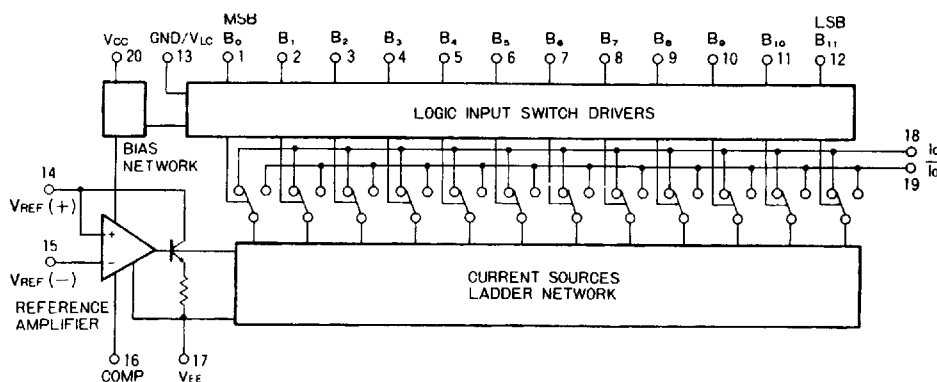 MSB LSB
Vcc GND/VLC B0 B1 B2 B3 B4 B5 B6 B7 B8 B9 B10 B11
20 13 1 2 3 4 5 6 7 8 9 10 11 12
LOGIC INPUT SWITCH DRIVERS
BIAS
NETWORK
18 Io
19 Io
14
VREF (+)
+
15
−
VREF (−)
REFERENCE
AMPLIFIER
CURRENT SOURCES
LADDER NETWORK
16 17
COMP VEE